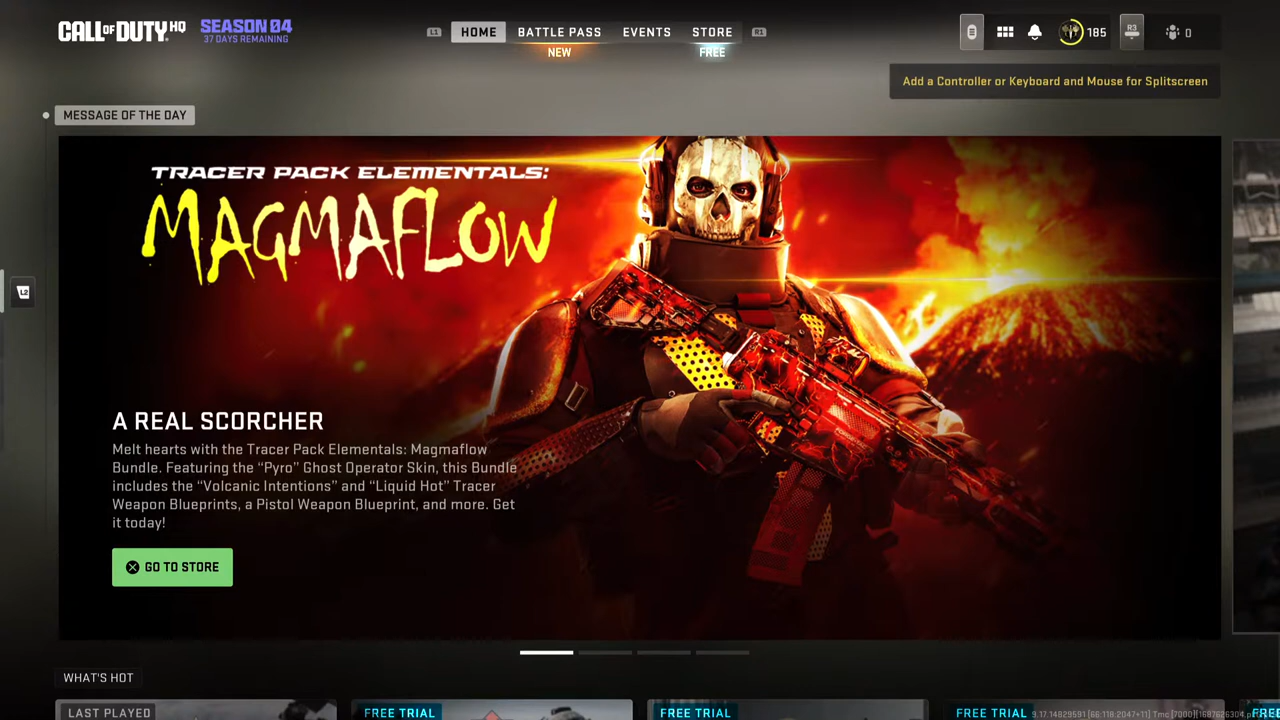 CALL OF DUTY HQ
SEASON 04
37 DAYS REMAINING
L1
HOME
BATTLE PASS
EVENTS
STORE
R1
NEW
FREE
185
R3
0
Add a Controller or Keyboard and Mouse for Splitscreen
MESSAGE OF THE DAY
TRACER PACK ELEMENTALS:
MAGMAFLOW
L2
A REAL SCORCHER
Melt hearts with the Tracer Pack Elementals: Magmaflow
Bundle. Featuring the “Pyro” Ghost Operator Skin, this Bundle
includes the “Volcanic Intentions” and “Liquid Hot” Tracer
Weapon Blueprints, a Pistol Weapon Blueprint, and more. Get
it today!
GO TO STORE
WHAT'S HOT
LAST PLAYED
FREE TRIAL
FREE TRIAL
FREE TRIAL
FREE